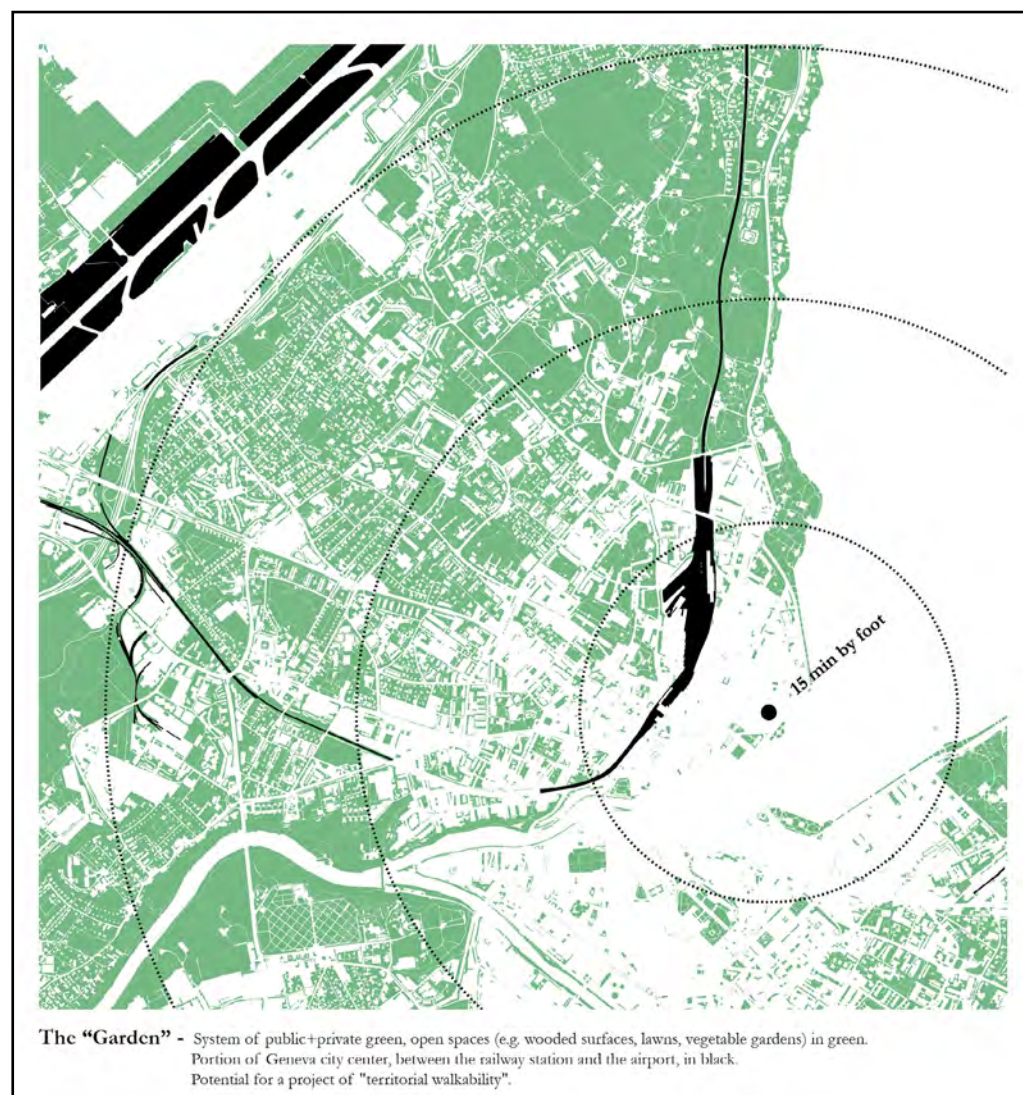 15 min by foot
The “Garden” - System of public+private green, open spaces (e.g. wooded surfaces, lawns, vegetable gardens) in green.
Portion of Geneva city center, between the railway station and the airport, in black.
Potential for a project of "territorial walkability".